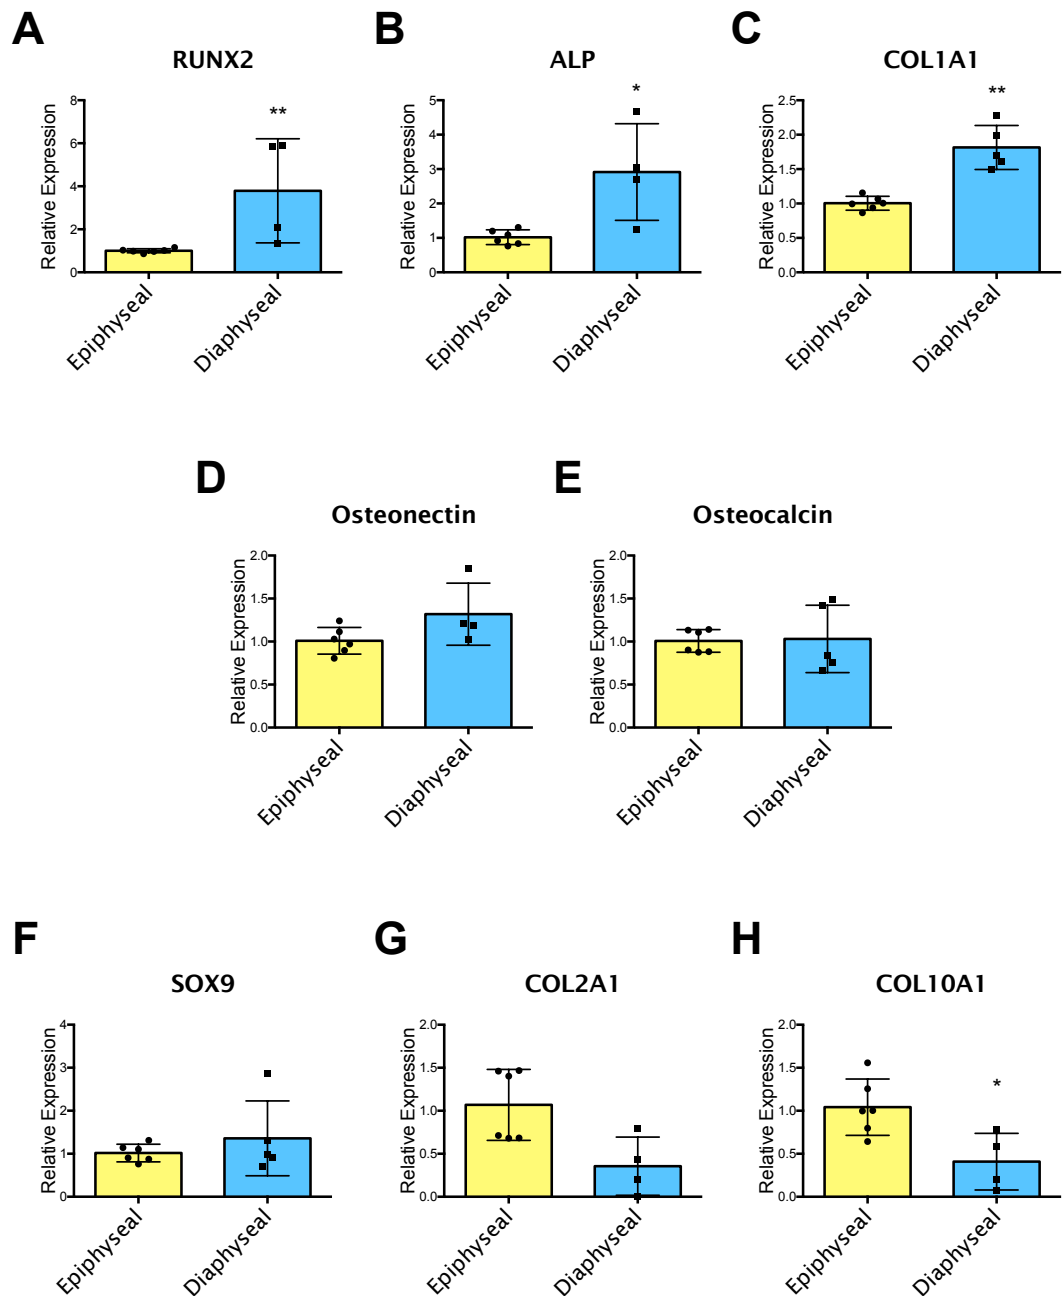 A
RUNX2
**
Relative Expression
8
6
4
2
0
Epiphyseal
Diaphyseal
B
ALP
*
Relative Expression
5
4
3
2
1
0
Epiphyseal
Diaphyseal
C
COL1A1
**
Relative Expression
2.5
2.0
1.5
1.0
0.5
0.0
Epiphyseal
Diaphyseal
D
Osteonectin
Relative Expression
2.0
1.5
1.0
0.5
0.0
Epiphyseal
Diaphyseal
E
Osteocalcin
Relative Expression
2.0
1.5
1.0
0.5
0.0
Epiphyseal
Diaphyseal
F
SOX9
Relative Expression
4
3
2
1
0
Epiphyseal
Diaphyseal
G
COL2A1
Relative Expression
2.0
1.5
1.0
0.5
0.0
Epiphyseal
Diaphyseal
H
COL10A1
*
Relative Expression
2.0
1.5
1.0
0.5
0.0
Epiphyseal
Diaphyseal